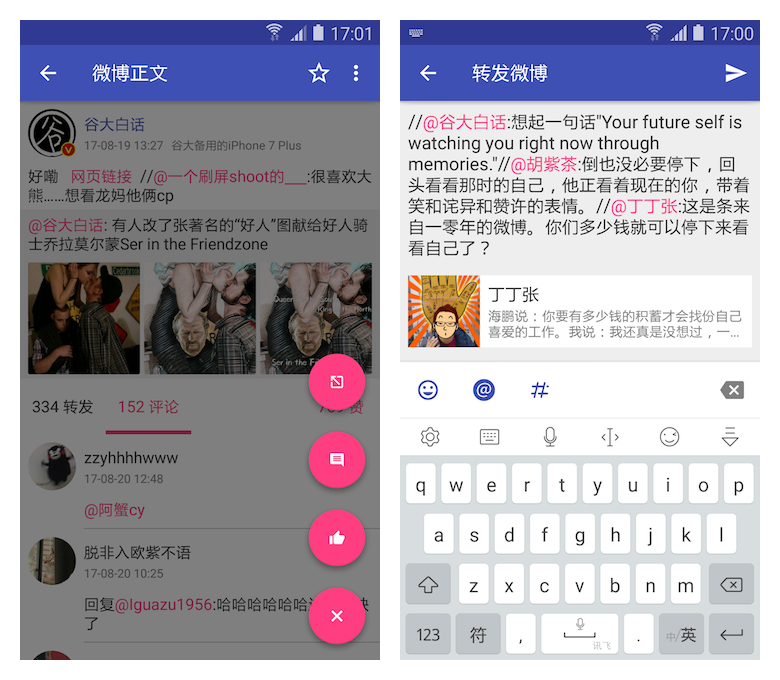 17:01
微博正文
谷大白话
17-08-19 13:27 谷大备用的iPhone 7 Plus
好嘞 网页链接 //@一个刷屏shoot的___:很喜欢大
熊……想看龙妈他俩cp
@谷大白话: 有人改了张著名的“好人”图献给好人骑
士乔拉莫尔蒙Ser in the Friendzone
Ser in the
334 转发 152 评论 赞
zzyhhhhwww
17-08-20 12:48
@阿蟹cy
脱非入欧紫不语
17-08-20 10:25
回复@Iguazu1956:哈哈哈哈哈哈
了
17:00
转发微博
//@谷大白话:想起一句话"Your future self is
watching you right now through
memories."//@胡紫茶:倒也没必要停下，回
头看看那时的自己，他正看着现在的你，带着
笑和诧异和赞许的表情。//@丁丁张:这是条来
自一零年的微博。你们多少钱就可以停下来看
看自己了？
丁丁张
海鹏说：你要有多少钱的积蓄才会找份自己
喜爱的工作。我说：我还真是没想过，一...
@ #
q w e r t y u i o p
a s d f g h j k l
z x c v b n m
123 符 , 讯飞 . 中/英